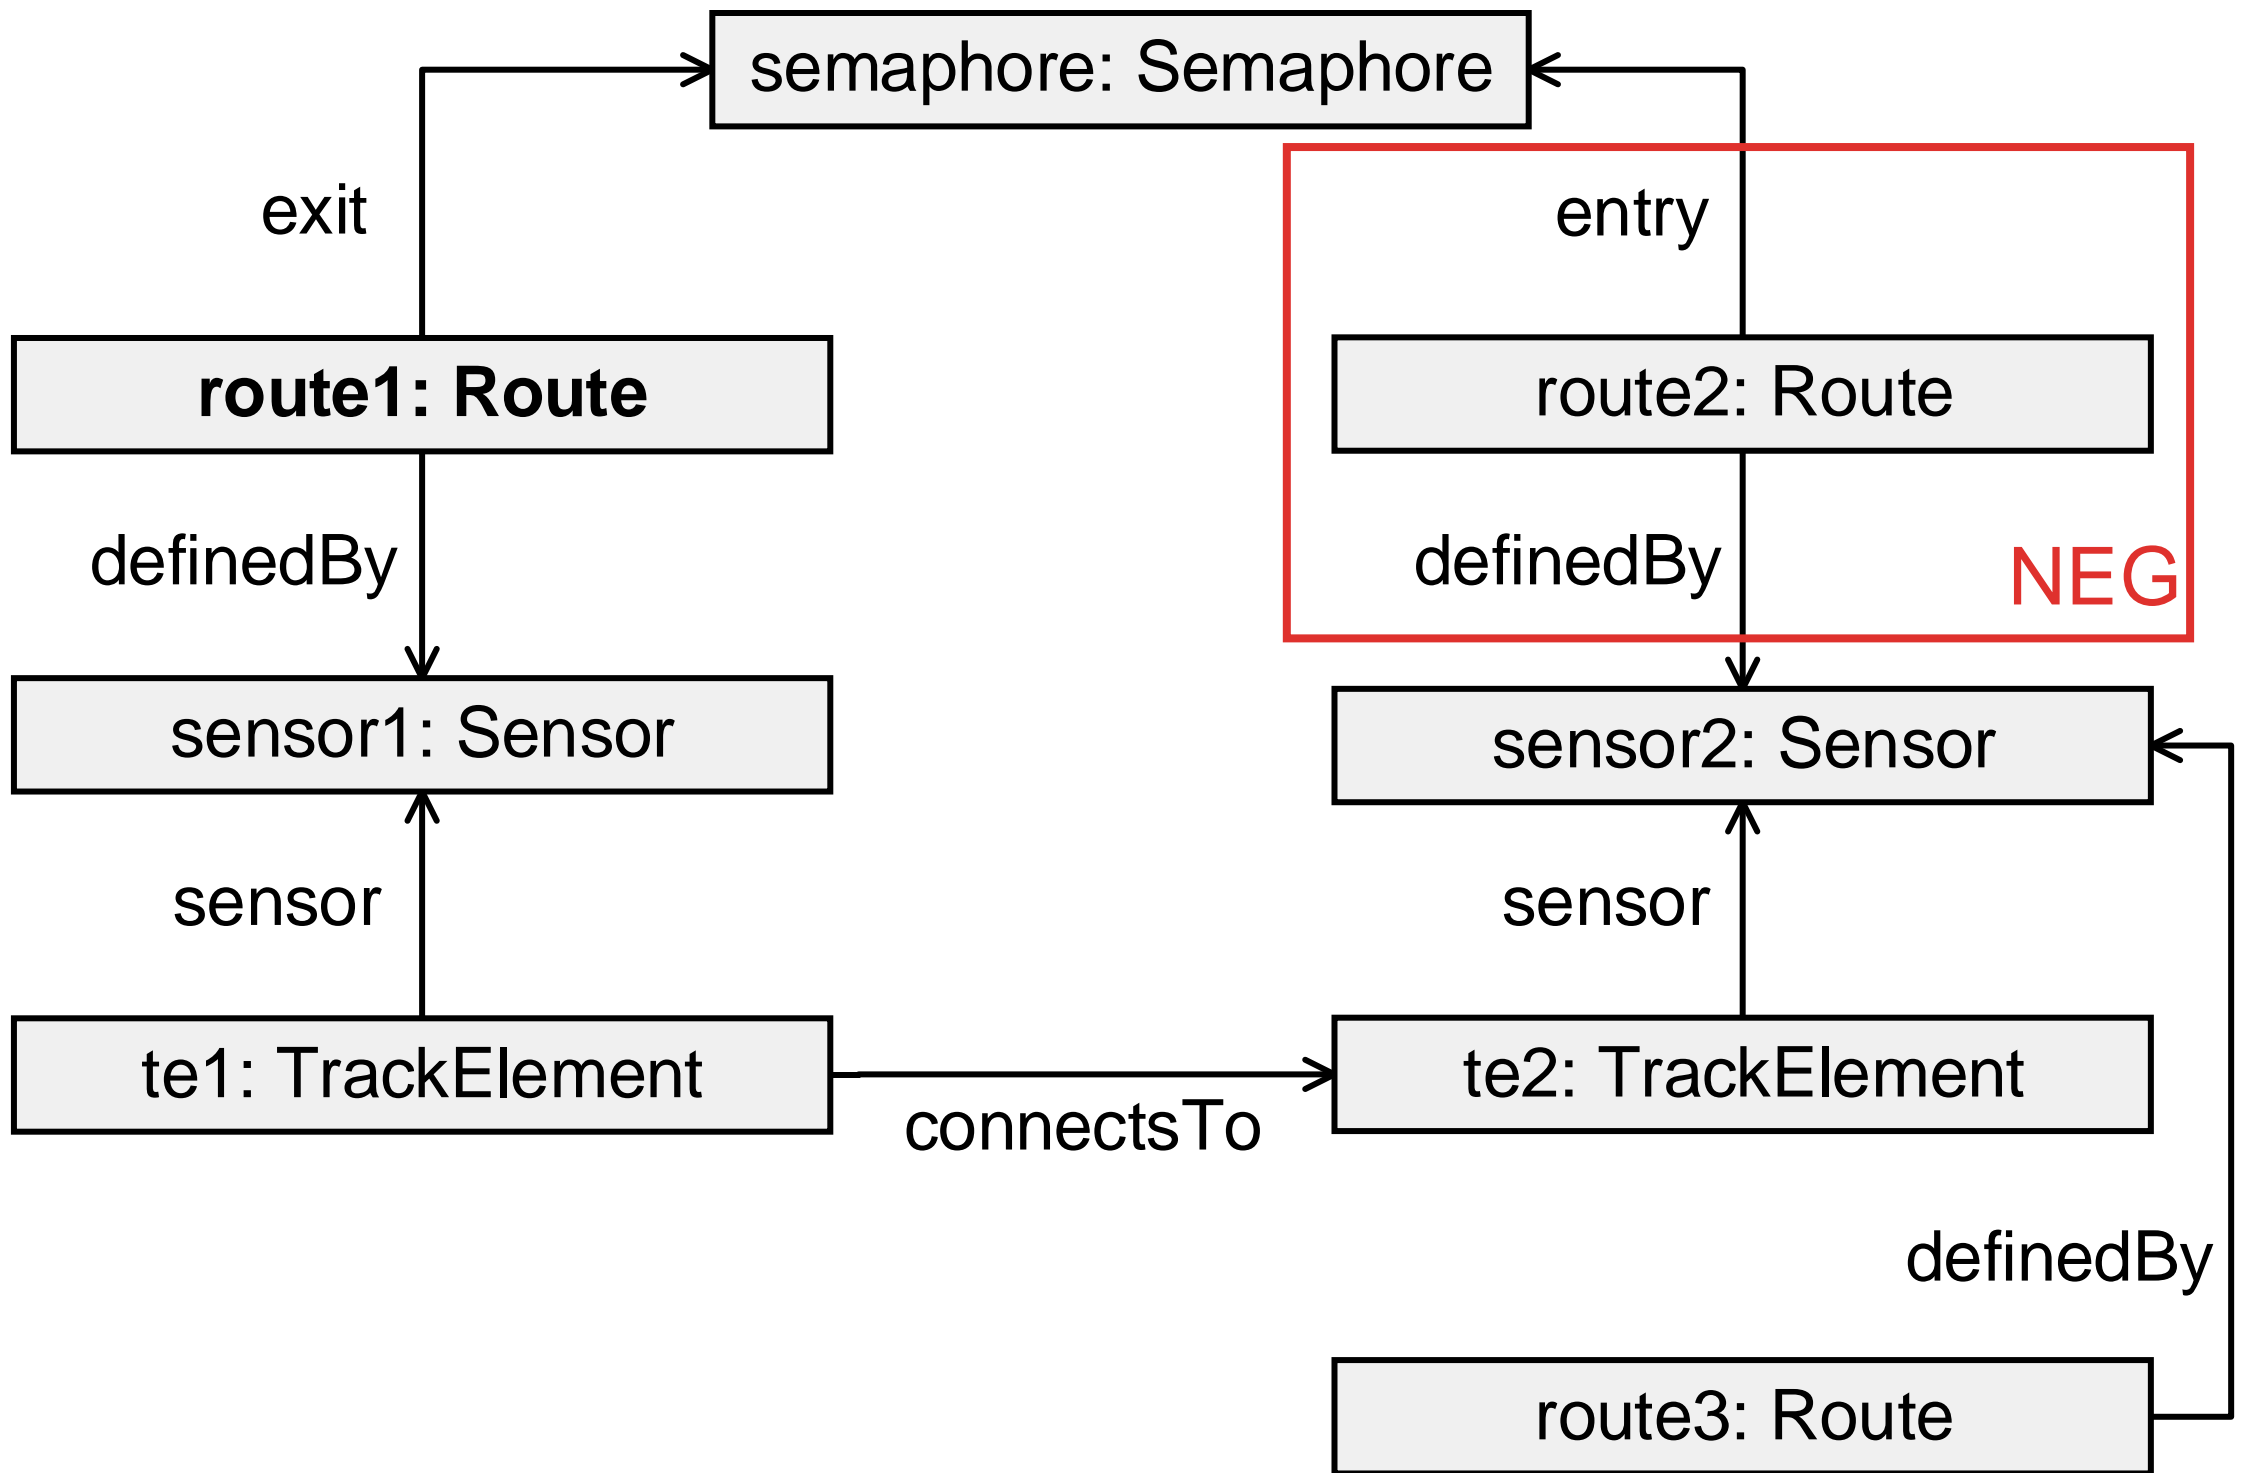 semaphore: Semaphore
exit
entry
route1: Route
route2: Route
definedBy
definedBy
NEG
sensor1: Sensor
sensor2: Sensor
sensor
sensor
te1: TrackElement
te2: TrackElement
connectsTo
definedBy
route3: Route